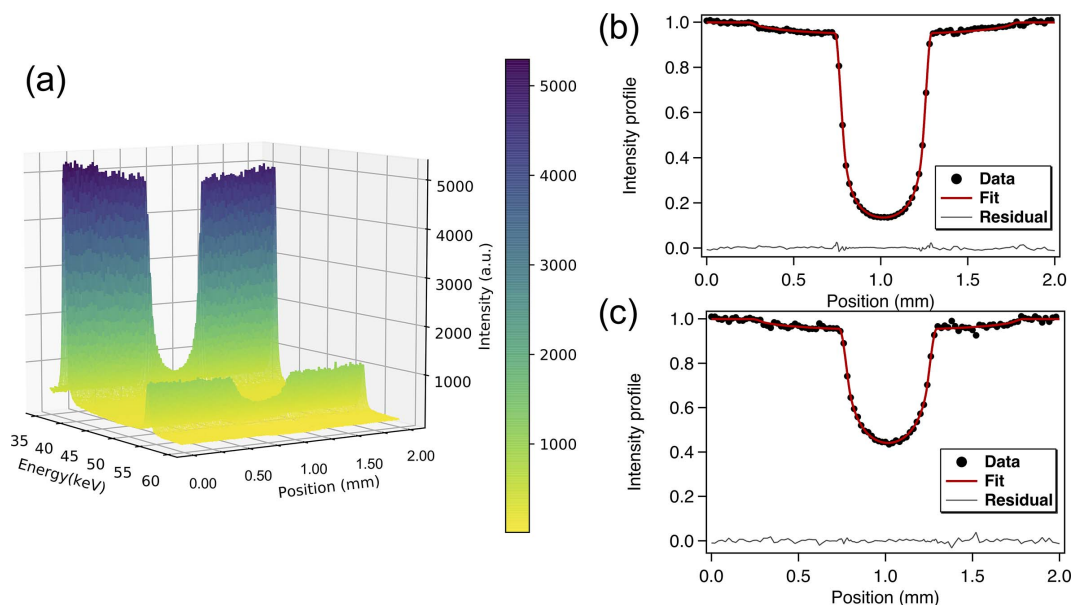 (a)
5000
4000
3000
2000
1000
Intensity (a.u.)
35
40
45
50
55
60
Energy(keV)
0.00
0.50
1.00
1.50
2.00
Position (mm)
5000
4000
3000
2000
1000
(b)
1.0
0.8
0.6
0.4
0.2
0.0
Intensity profile
Data
Fit
Residual
0.0 0.5 1.0 1.5 2.0
Position (mm)
(c)
1.0
0.8
0.6
0.4
0.2
0.0
Intensity profile
Data
Fit
Residual
0.0 0.5 1.0 1.5 2.0
Position (mm)